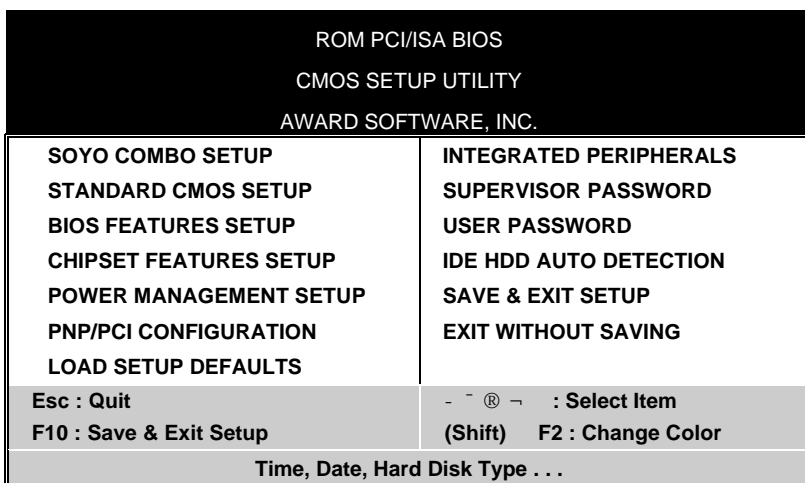 ROM PCI/ISA BIOS
CMOS SETUP UTILITY
AWARD SOFTWARE, INC.
SOYO COMBO SETUP
STANDARD CMOS SETUP
BIOS FEATURES SETUP
CHIPSET FEATURES SETUP
POWER MANAGEMENT SETUP
PNP/PCI CONFIGURATION
LOAD SETUP DEFAULTS
INTEGRATED PERIPHERALS
SUPERVISOR PASSWORD
USER PASSWORD
IDE HDD AUTO DETECTION
SAVE & EXIT SETUP
EXIT WITHOUT SAVING
Esc : Quit
F10 : Save & Exit Setup
- ¯ ® ¬ : Select Item
(Shift) F2 : Change Color
Time, Date, Hard Disk Type . . .